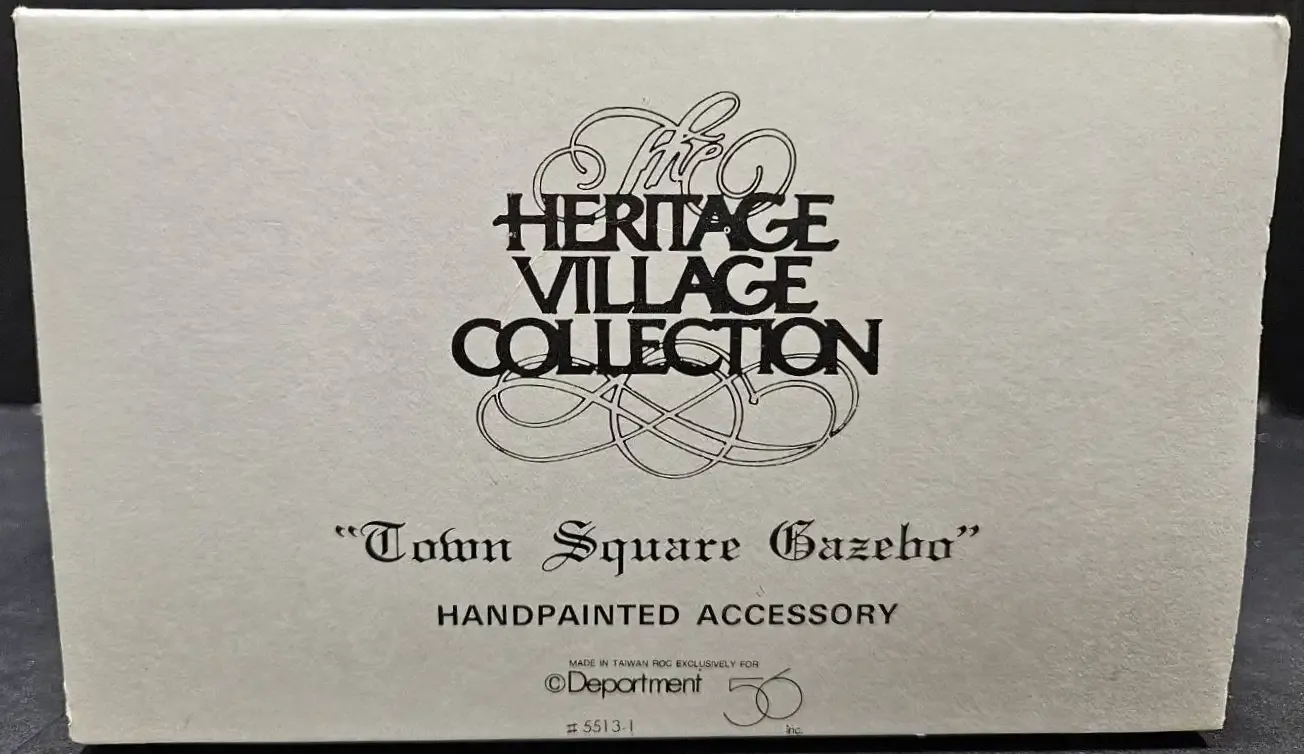 The
HERITAGE
VILLAGE
COLLECTION
“Town Square Gazebo”
HANDPAINTED ACCESSORY
MADE IN TAIWAN ROC EXCLUSIVELY FOR
©Department 56
inc.
# 5513-1